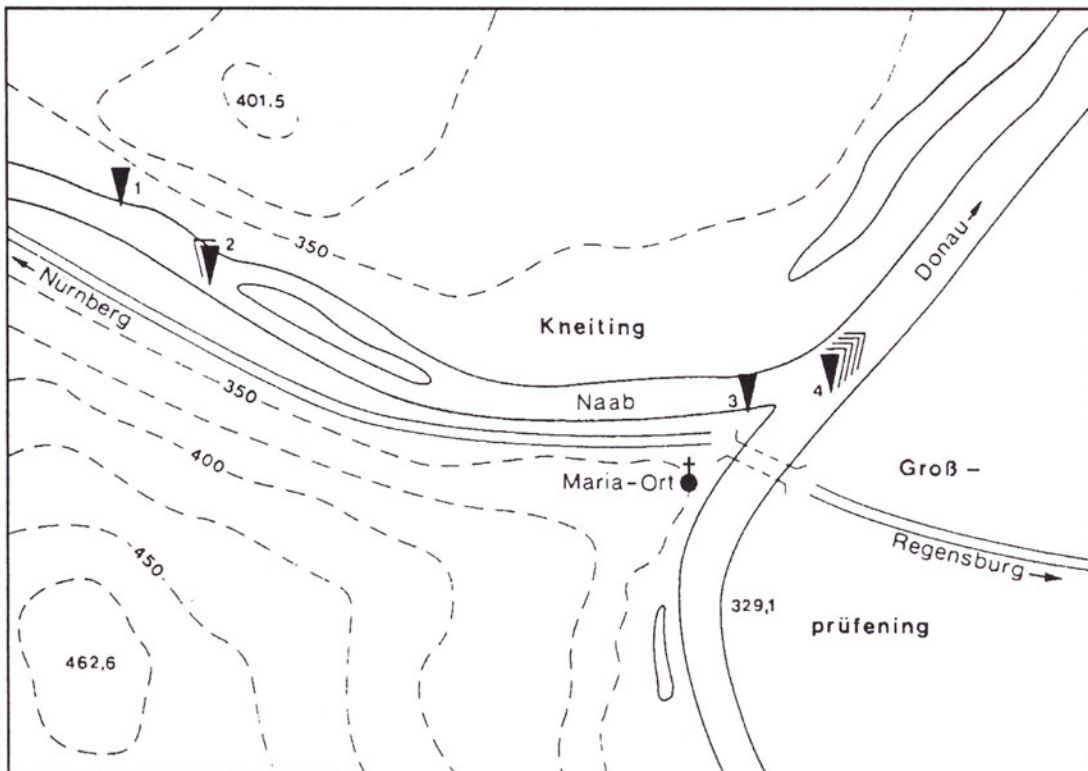 401.5
1
2
350
Nurnberg
Donau
Kneiting
350
Naab
3
4
400
Maria-Ort
Groß-
450
Regensburg
329,1
prüfening
462,6